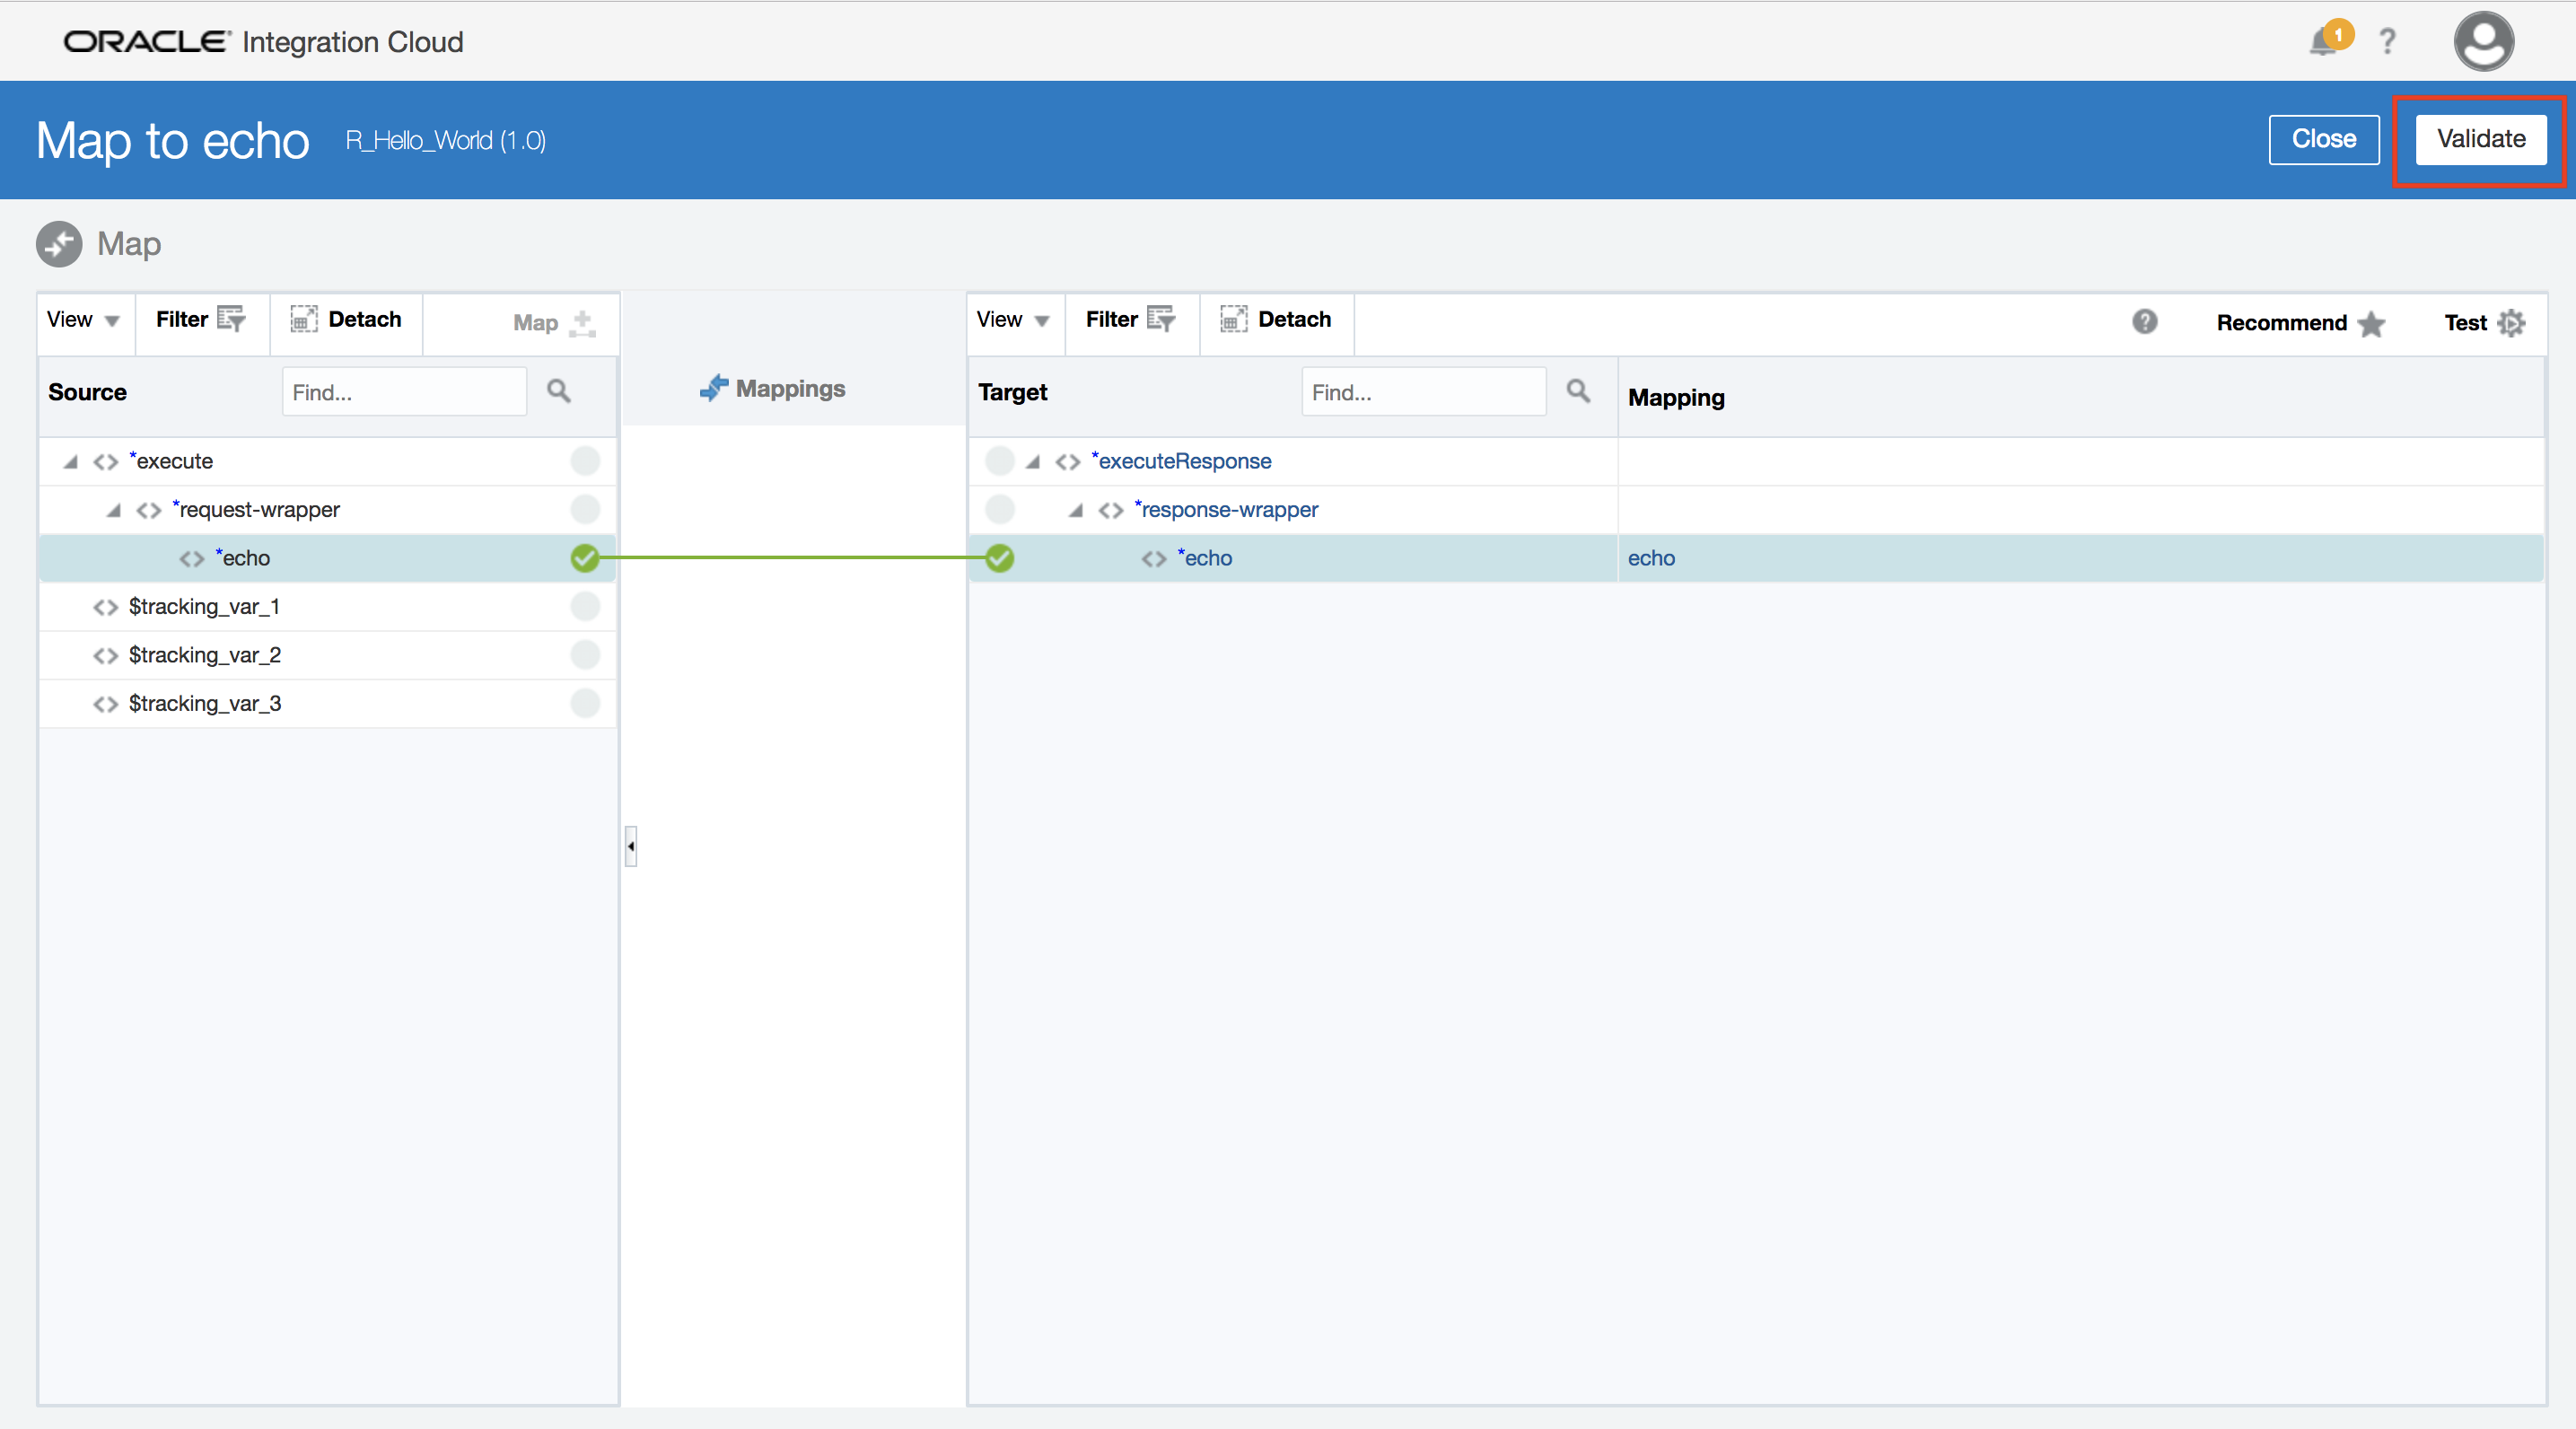 ORACLE® Integration Cloud
1
?
Map to echo R_Hello_World (1.0)
Close
Validate
Map
View Filter Detach Map
View Filter Detach ? Recommend Test
Source Find...
Mappings
Target Find... Mapping
*execute
*request-wrapper
*echo
$tracking_var_1
$tracking_var_2
$tracking_var_3
*executeResponse
*response-wrapper
*echo echo